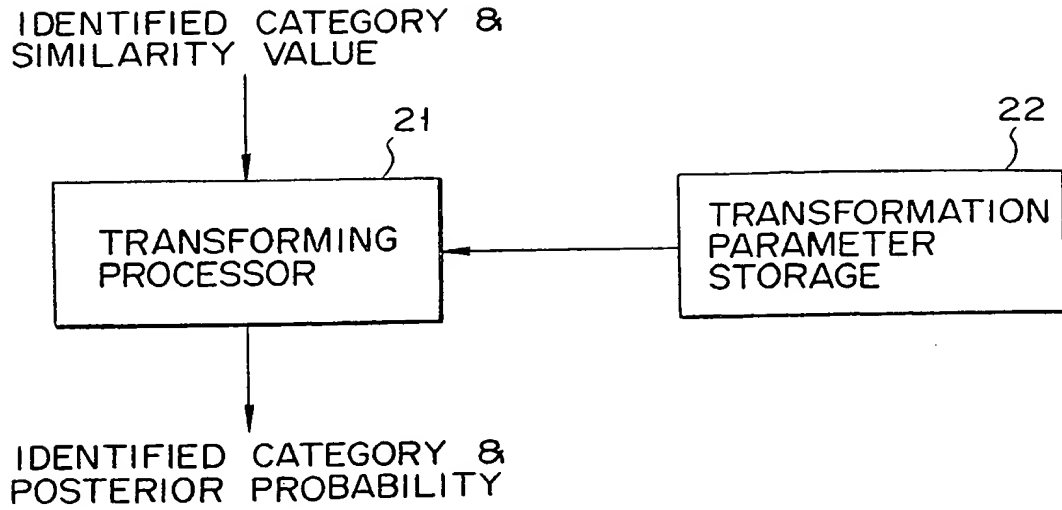 IDENTIFIED CATEGORY &
SIMILARITY VALUE
21
22
TRANSFORMING
PROCESSOR
TRANSFORMATION
PARAMETER
STORAGE
IDENTIFIED CATEGORY &
POSTERIOR PROBABILITY